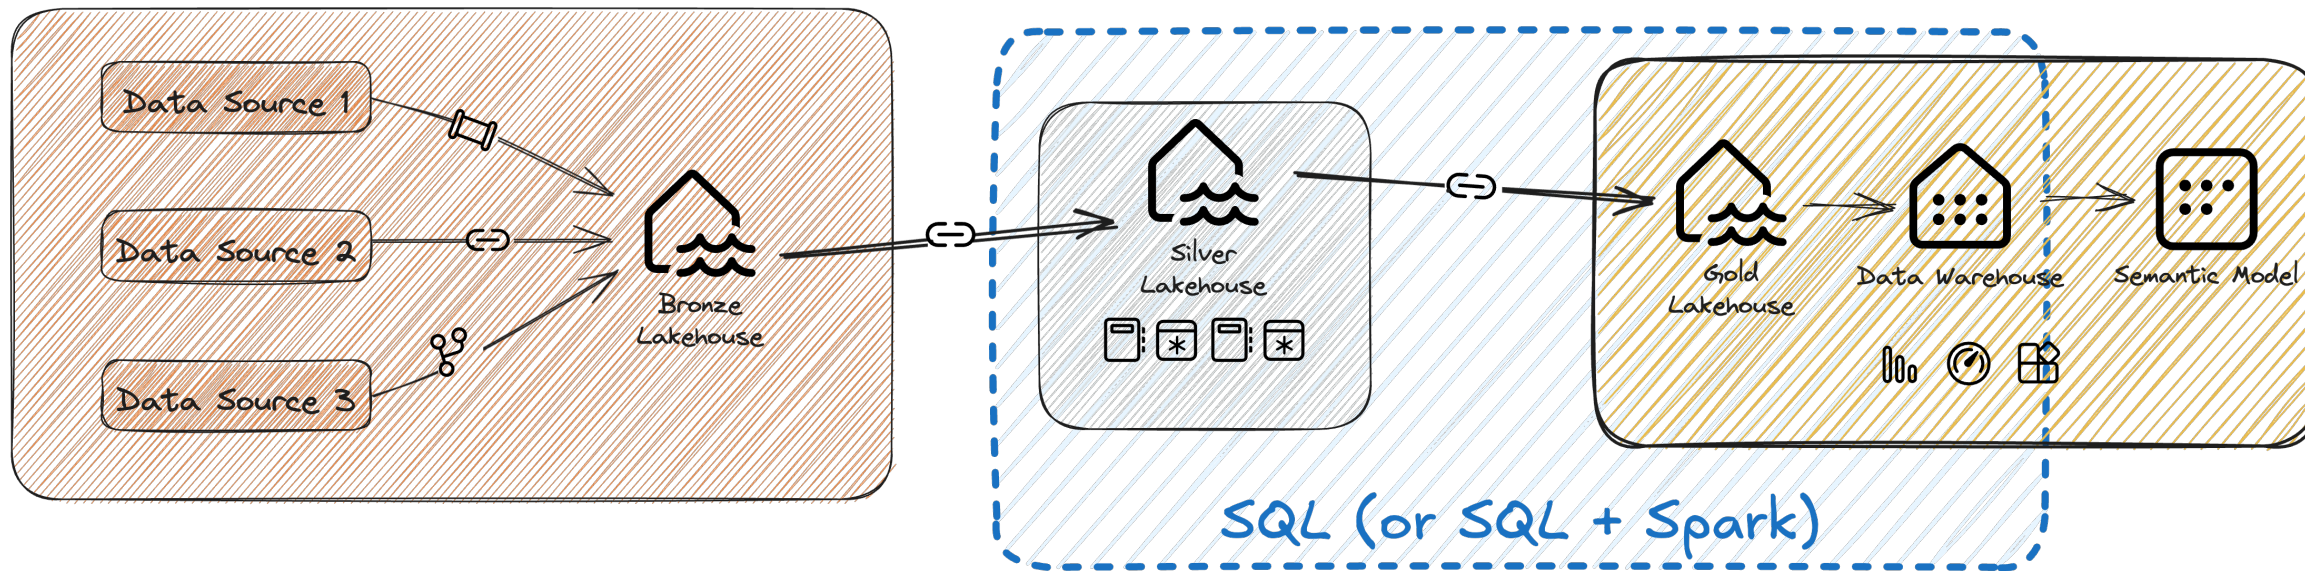 Data Source 1
Data Source 2
Data Source 3
Bronze
Lakehouse
Silver
Lakehouse
Gold
Lakehouse
Data Warehouse
Semantic Model
SQL (or SQL + Spark)